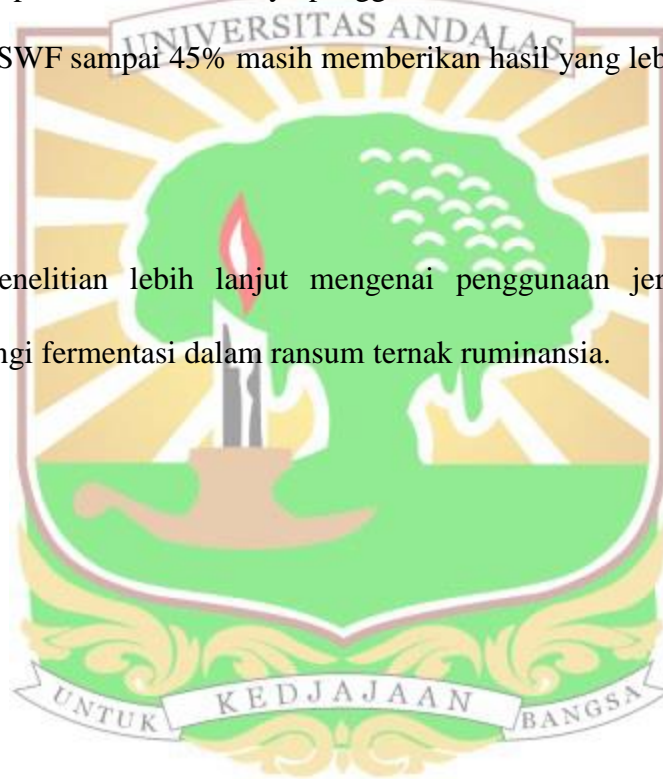 UNIVERSITAS ANDALAS
SWF sampai 45% masih memberikan hasil yang leb
enelitian lebih lanjut mengenai penggunaan jer
ngi fermentasi dalam ransum ternak ruminansia.
UNTUK KEDJAJAAN BANGSA